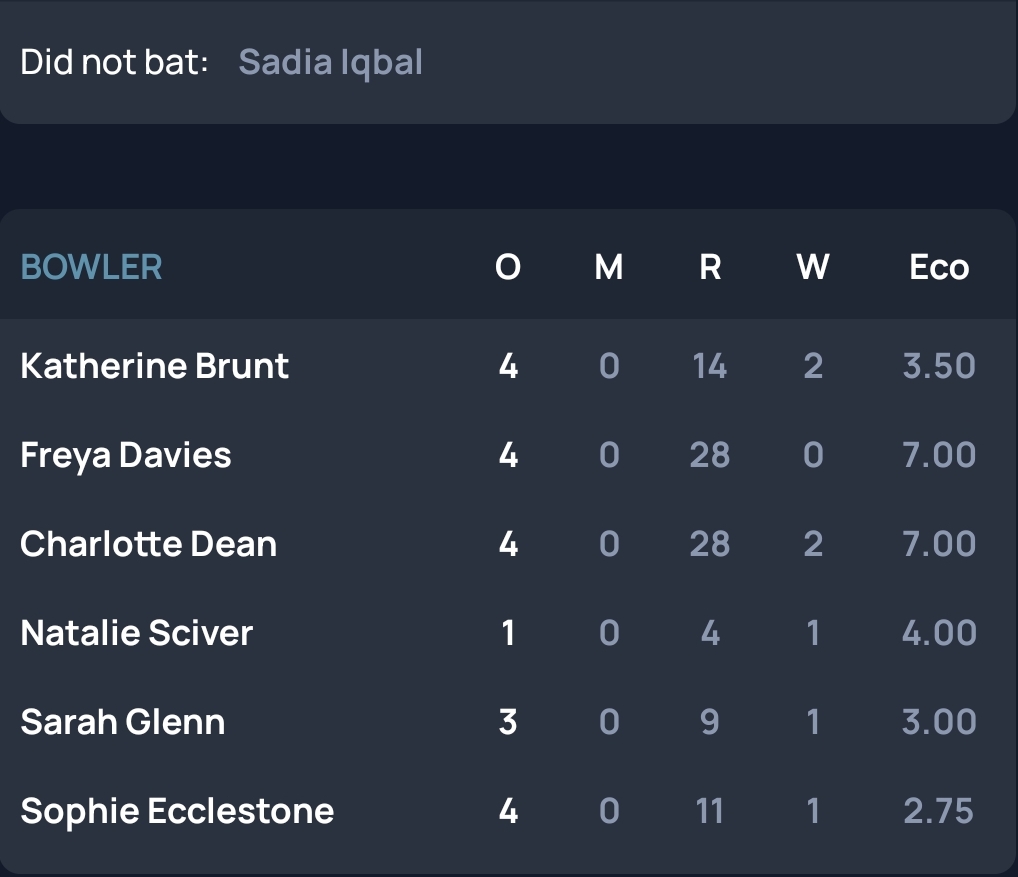 Did not bat: Sadia Iqbal
BOWLER O M R W Eco
Katherine Brunt 4 0 14 2 3.50
Freya Davies 4 0 28 0 7.00
Charlotte Dean 4 0 28 2 7.00
Natalie Sciver 1 0 4 1 4.00
Sarah Glenn 3 0 9 1 3.00
Sophie Ecclestone 4 0 11 1 2.75